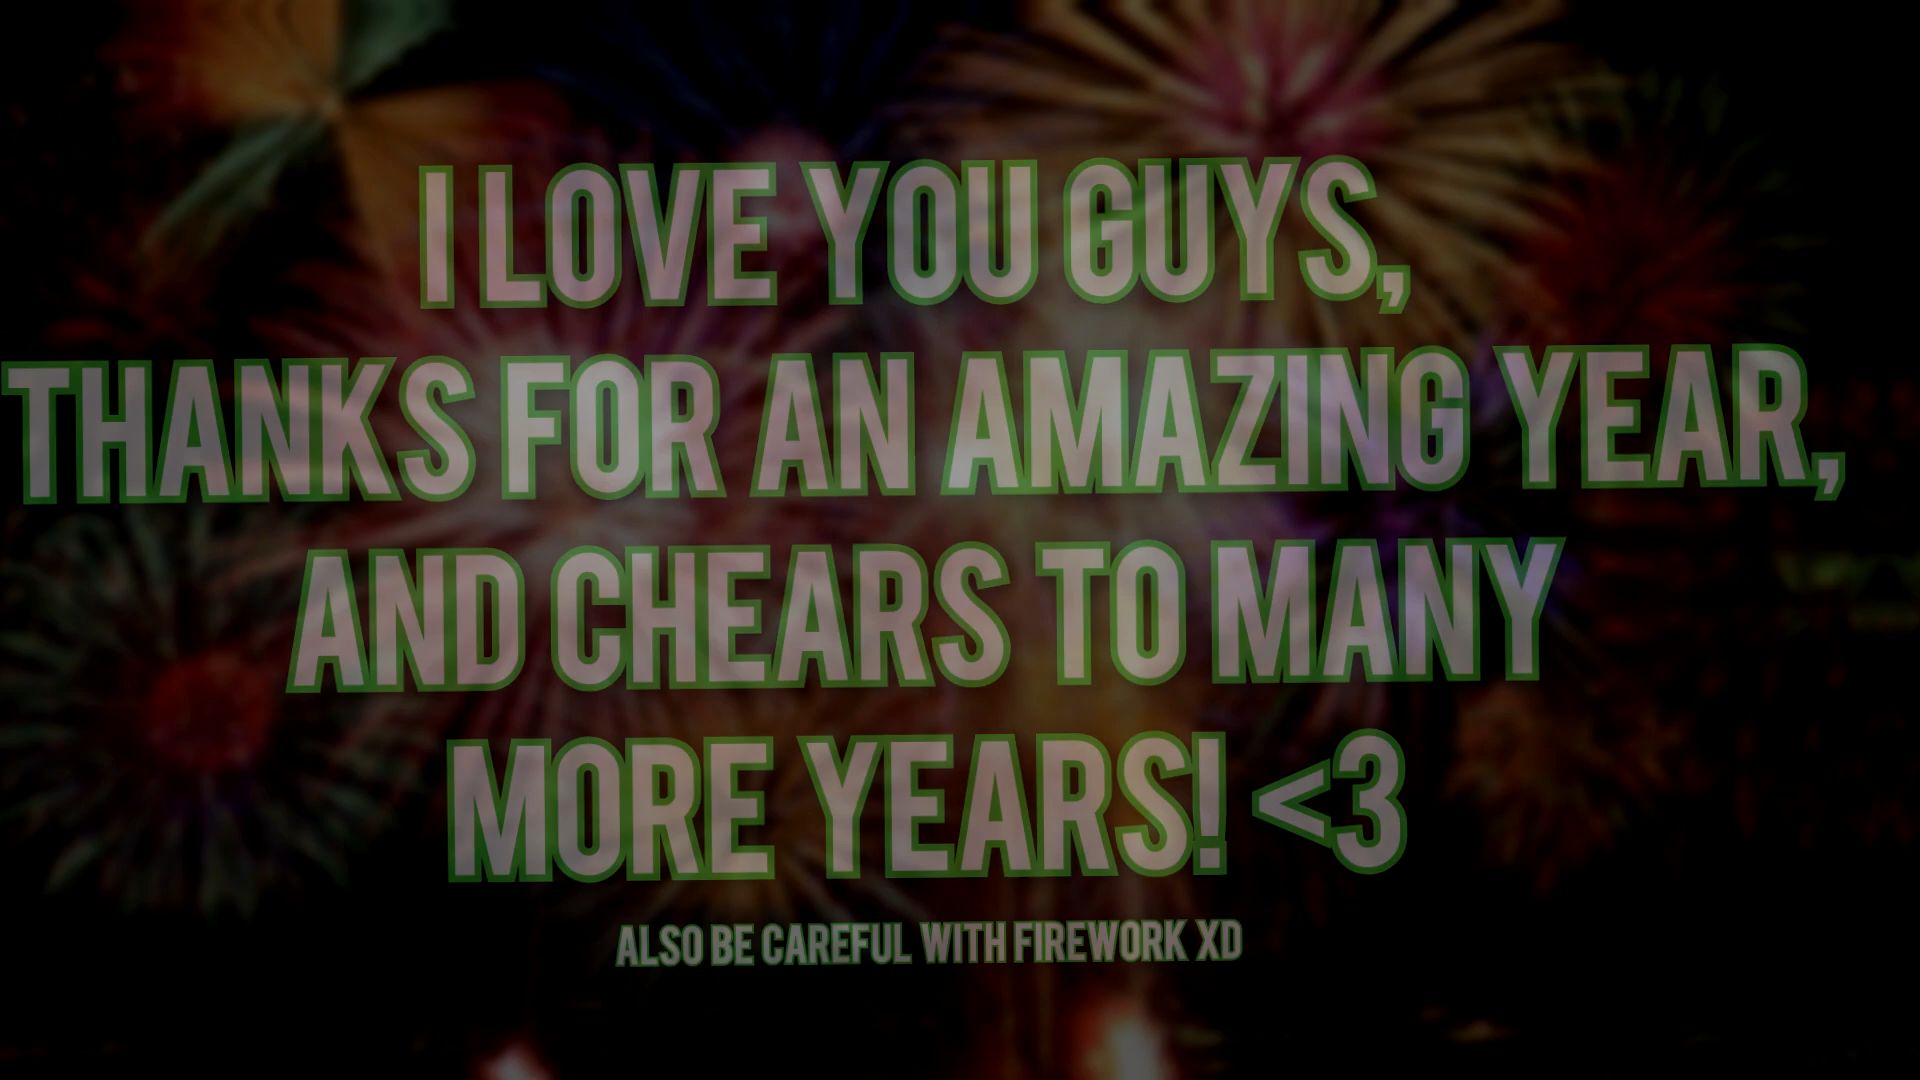 I LOVE YOU GUYS,
THANKS FOR AN AMAZING YEAR,
AND CHEARS TO MANY
MORE YEARS! <3
ALSO BE CAREFUL WITH FIREWORK XD